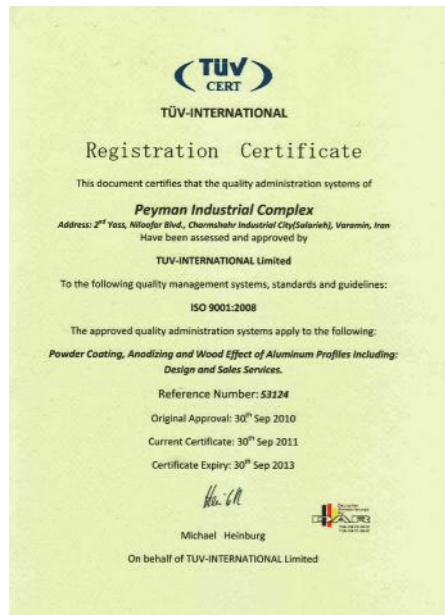 TÜV
CERT
TÜV-INTERNATIONAL
Registration Certificate
This document certifies that the quality administration systems of
Peyman Industrial Complex
Address: 2nd Yass, Niloofar Blvd., Charmshahr Industrial City(Salarieh), Varamin, Iran
Have been assessed and approved by
TUV-INTERNATIONAL Limited
To the following quality management systems, standards and guidelines:
ISO 9001:2008
The approved quality administration systems apply to the following:
Powder Coating, Anodizing and Wood Effect of Aluminum Profiles including:
Design and Sales Services.
Reference Number: 53124
Original Approval: 30th Sep 2010
Current Certificate: 30th Sep 2011
Certificate Expiry: 30th Sep 2013
DAR
Michael Heinburg
On behalf of TUV-INTERNATIONAL Limited